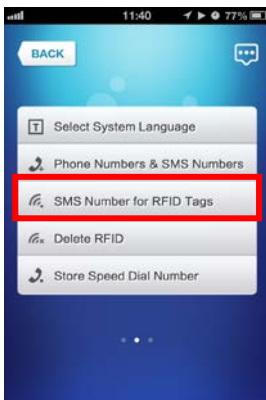 11:40 77%
BACK
T Select System Language
Phone Numbers & SMS Numbers
SMS Number for RFID Tags
Delete RFID
Store Speed Dial Number